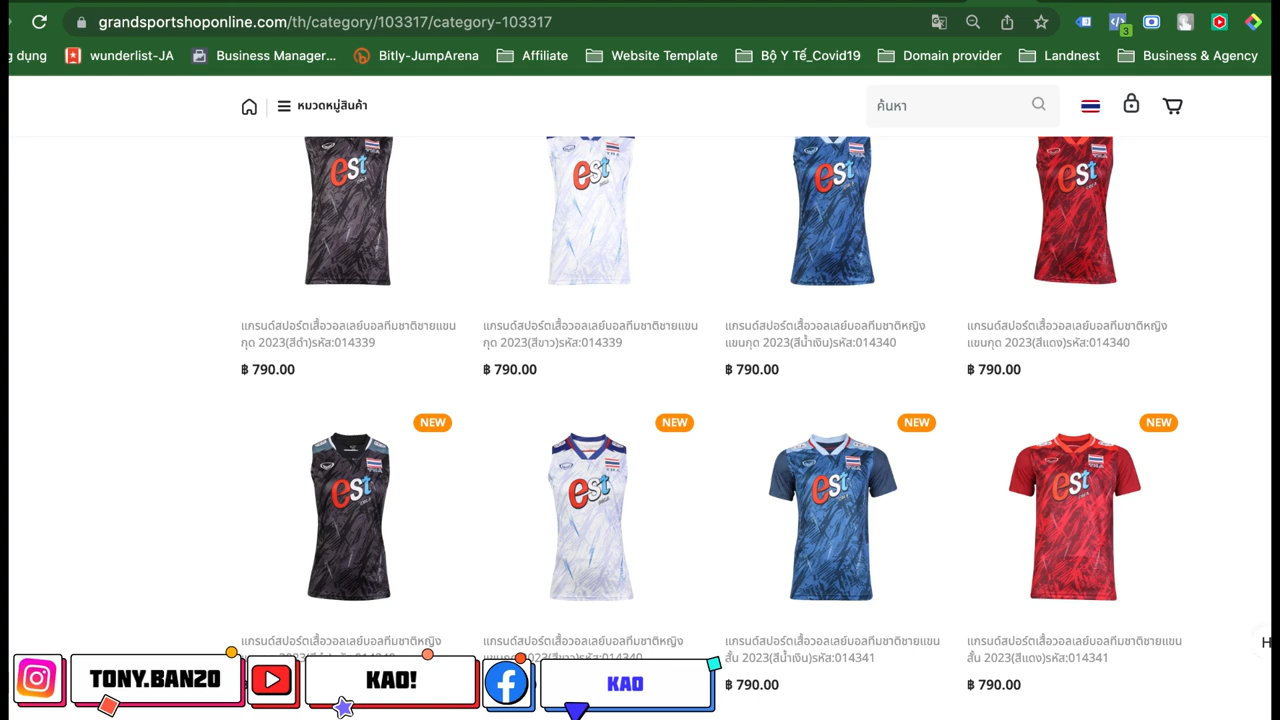 grandsportshoponline.com/th/category/103317/category-103317
3
g dụng
wunderlist-JA
Business Manager...
Bitly-JumpArena
Affiliate
Website Template
Bộ Y Tế_Covid19
Domain provider
Landnest
Business & Agency
หมวดหมู่สินค้า
ค้นหา
est
est
est
est
แกรนด์สปอร์ตเสื้อวอลเลย์บอลทีมชาติชายแขน
กุด 2023(สีดำ)รหัส:014339
฿ 790.00
แกรนด์สปอร์ตเสื้อวอลเลย์บอลทีมชาติชายแขน
กุด 2023(สีขาว)รหัส:014339
฿ 790.00
แกรนด์สปอร์ตเสื้อวอลเลย์บอลทีมชาติหญิง
แขนกุด 2023(สีน้ำเงิน)รหัส:014340
฿ 790.00
แกรนด์สปอร์ตเสื้อวอลเลย์บอลทีมชาติหญิง
แขนกุด 2023(สีแดง)รหัส:014340
฿ 790.00
NEW
NEW
NEW
NEW
THA
est
THA
est
est
est
แกรนด์สปอร์ตเสื้อวอลเลย์บอลทีมชาติหญิง
แกรนด์สปอร์ตเสื้อวอลเลย์บอลทีมชาติหญิง
แกรนด์สปอร์ตเสื้อวอลเลย์บอลทีมชาติชายแขน
สั้น 2023(สีน้ำเงิน)รหัส:014341
฿ 790.00
แกรนด์สปอร์ตเสื้อวอลเลย์บอลทีมชาติชายแขน
สั้น 2023(สีแดง)รหัส:014341
฿ 790.00
H
TONY.BANZO
KAO!
KAO